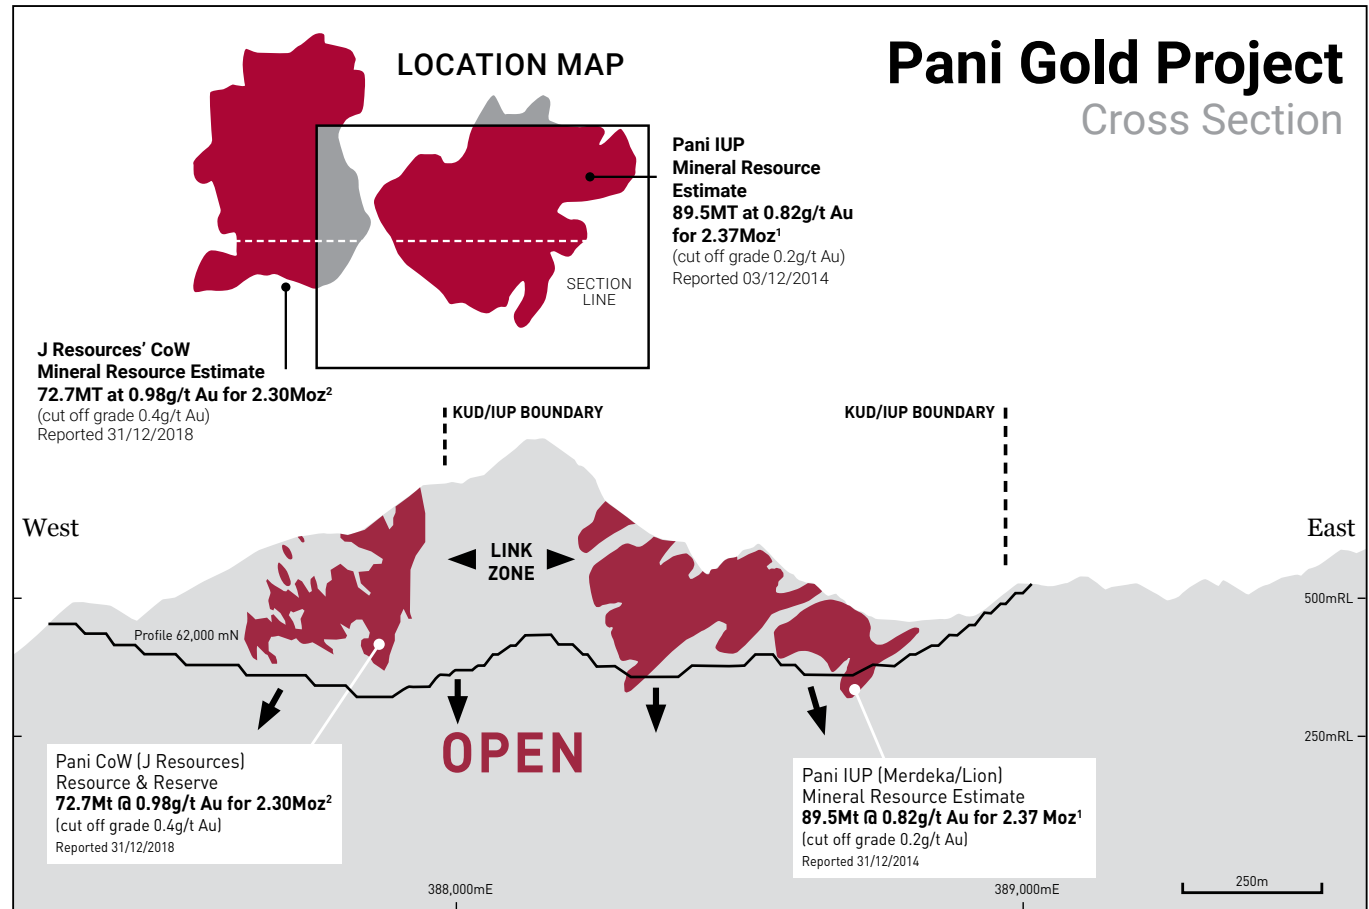 Pani Gold Project
Cross Section
LOCATION MAP
Pani IUP
Mineral Resource
Estimate
89.5MT at 0.82g/t Au
for 2.37Moz¹
(cut off grade 0.2g/t Au)
Reported 03/12/2014
SECTION
LINE
J Resources’ CoW
Mineral Resource Estimate
72.7MT at 0.98g/t Au for 2.30Moz²
(cut off grade 0.4g/t Au)
Reported 31/12/2018
KUD/IUP BOUNDARY
KUD/IUP BOUNDARY
West
East
LINK
ZONE
500mRL
Profile 62,000 mN
250mRL
OPEN
Pani CoW (J Resources)
Resource & Reserve
72.7Mt @ 0.98g/t Au for 2.30Moz²
(cut off grade 0.4g/t Au)
Reported 31/12/2018
Pani IUP (Merdeka/Lion)
Mineral Resource Estimate
89.5Mt @ 0.82g/t Au for 2.37 Moz¹
(cut off grade 0.2g/t Au)
Reported 31/12/2014
388,000mE
389,000mE
250m